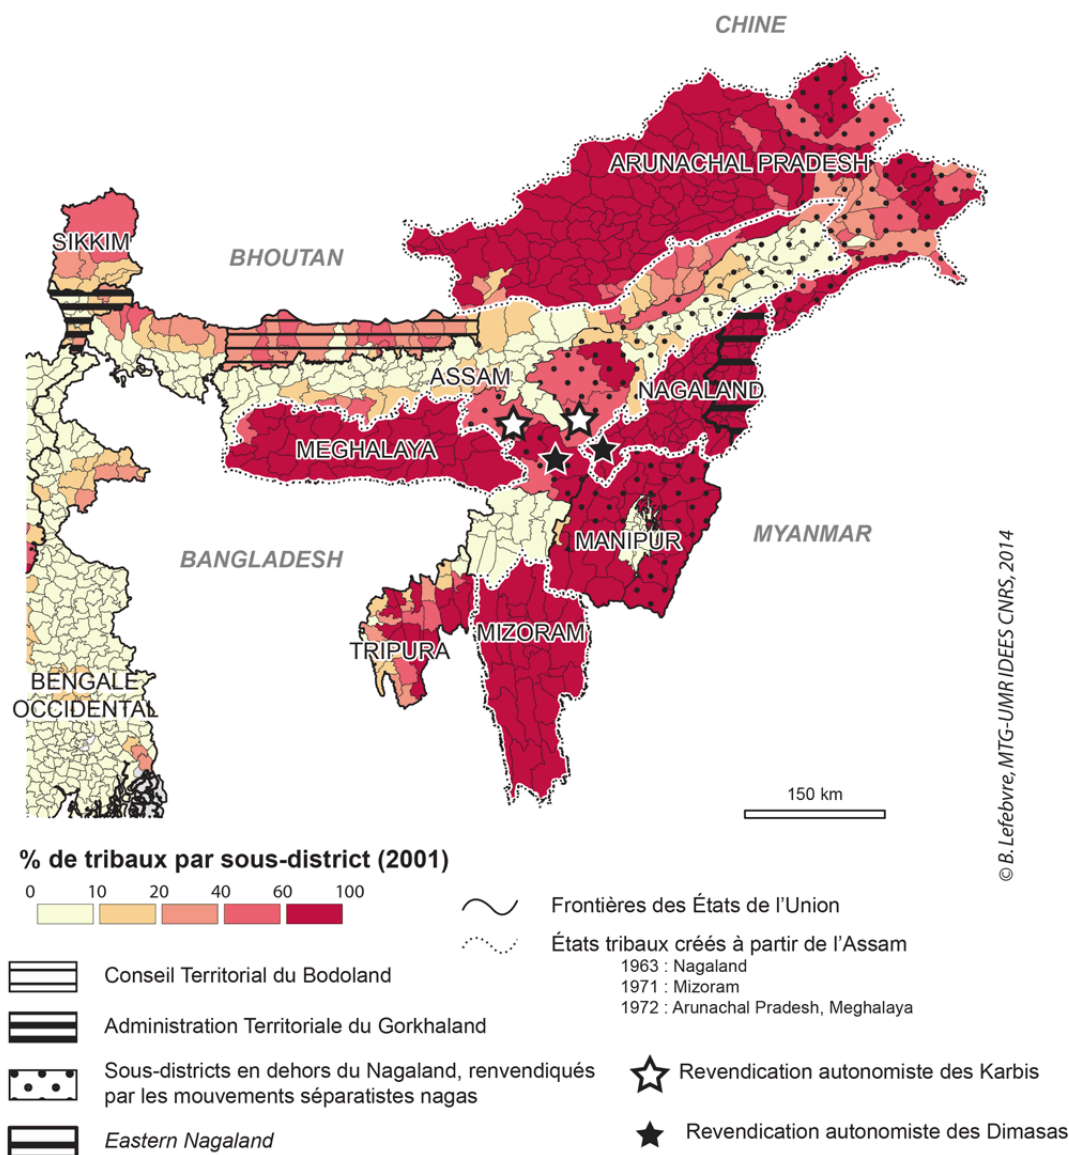 CHINE
ARUNACHAL PRADESH
SIKKIM
BHOUTAN
ASSAM
NAGALAND
MEGHALAYA
MANIPUR
MYANMAR
BANGLADESH
MIZORAM
TRIPURA
BENGALE
OCCIDENTAL
150 km
© B. Lefebvre, MTG-UMR IDEES CNRS, 2014
% de tribaux par sous-district (2001)
0 10 20 40 60 100
Frontières des États de l'Union
États tribaux créés à partir de l'Assam
1963 : Nagaland
1971 : Mizoram
1972 : Arunachal Pradesh, Meghalaya
Conseil Territorial du Bodoland
Administration Territoriale du Gorkhaland
Sous-districts en dehors du Nagaland, renvendiqués
par les mouvements séparatistes nagas
Eastern Nagaland
Revendication autonomiste des Karbis
Revendication autonomiste des Dimasas